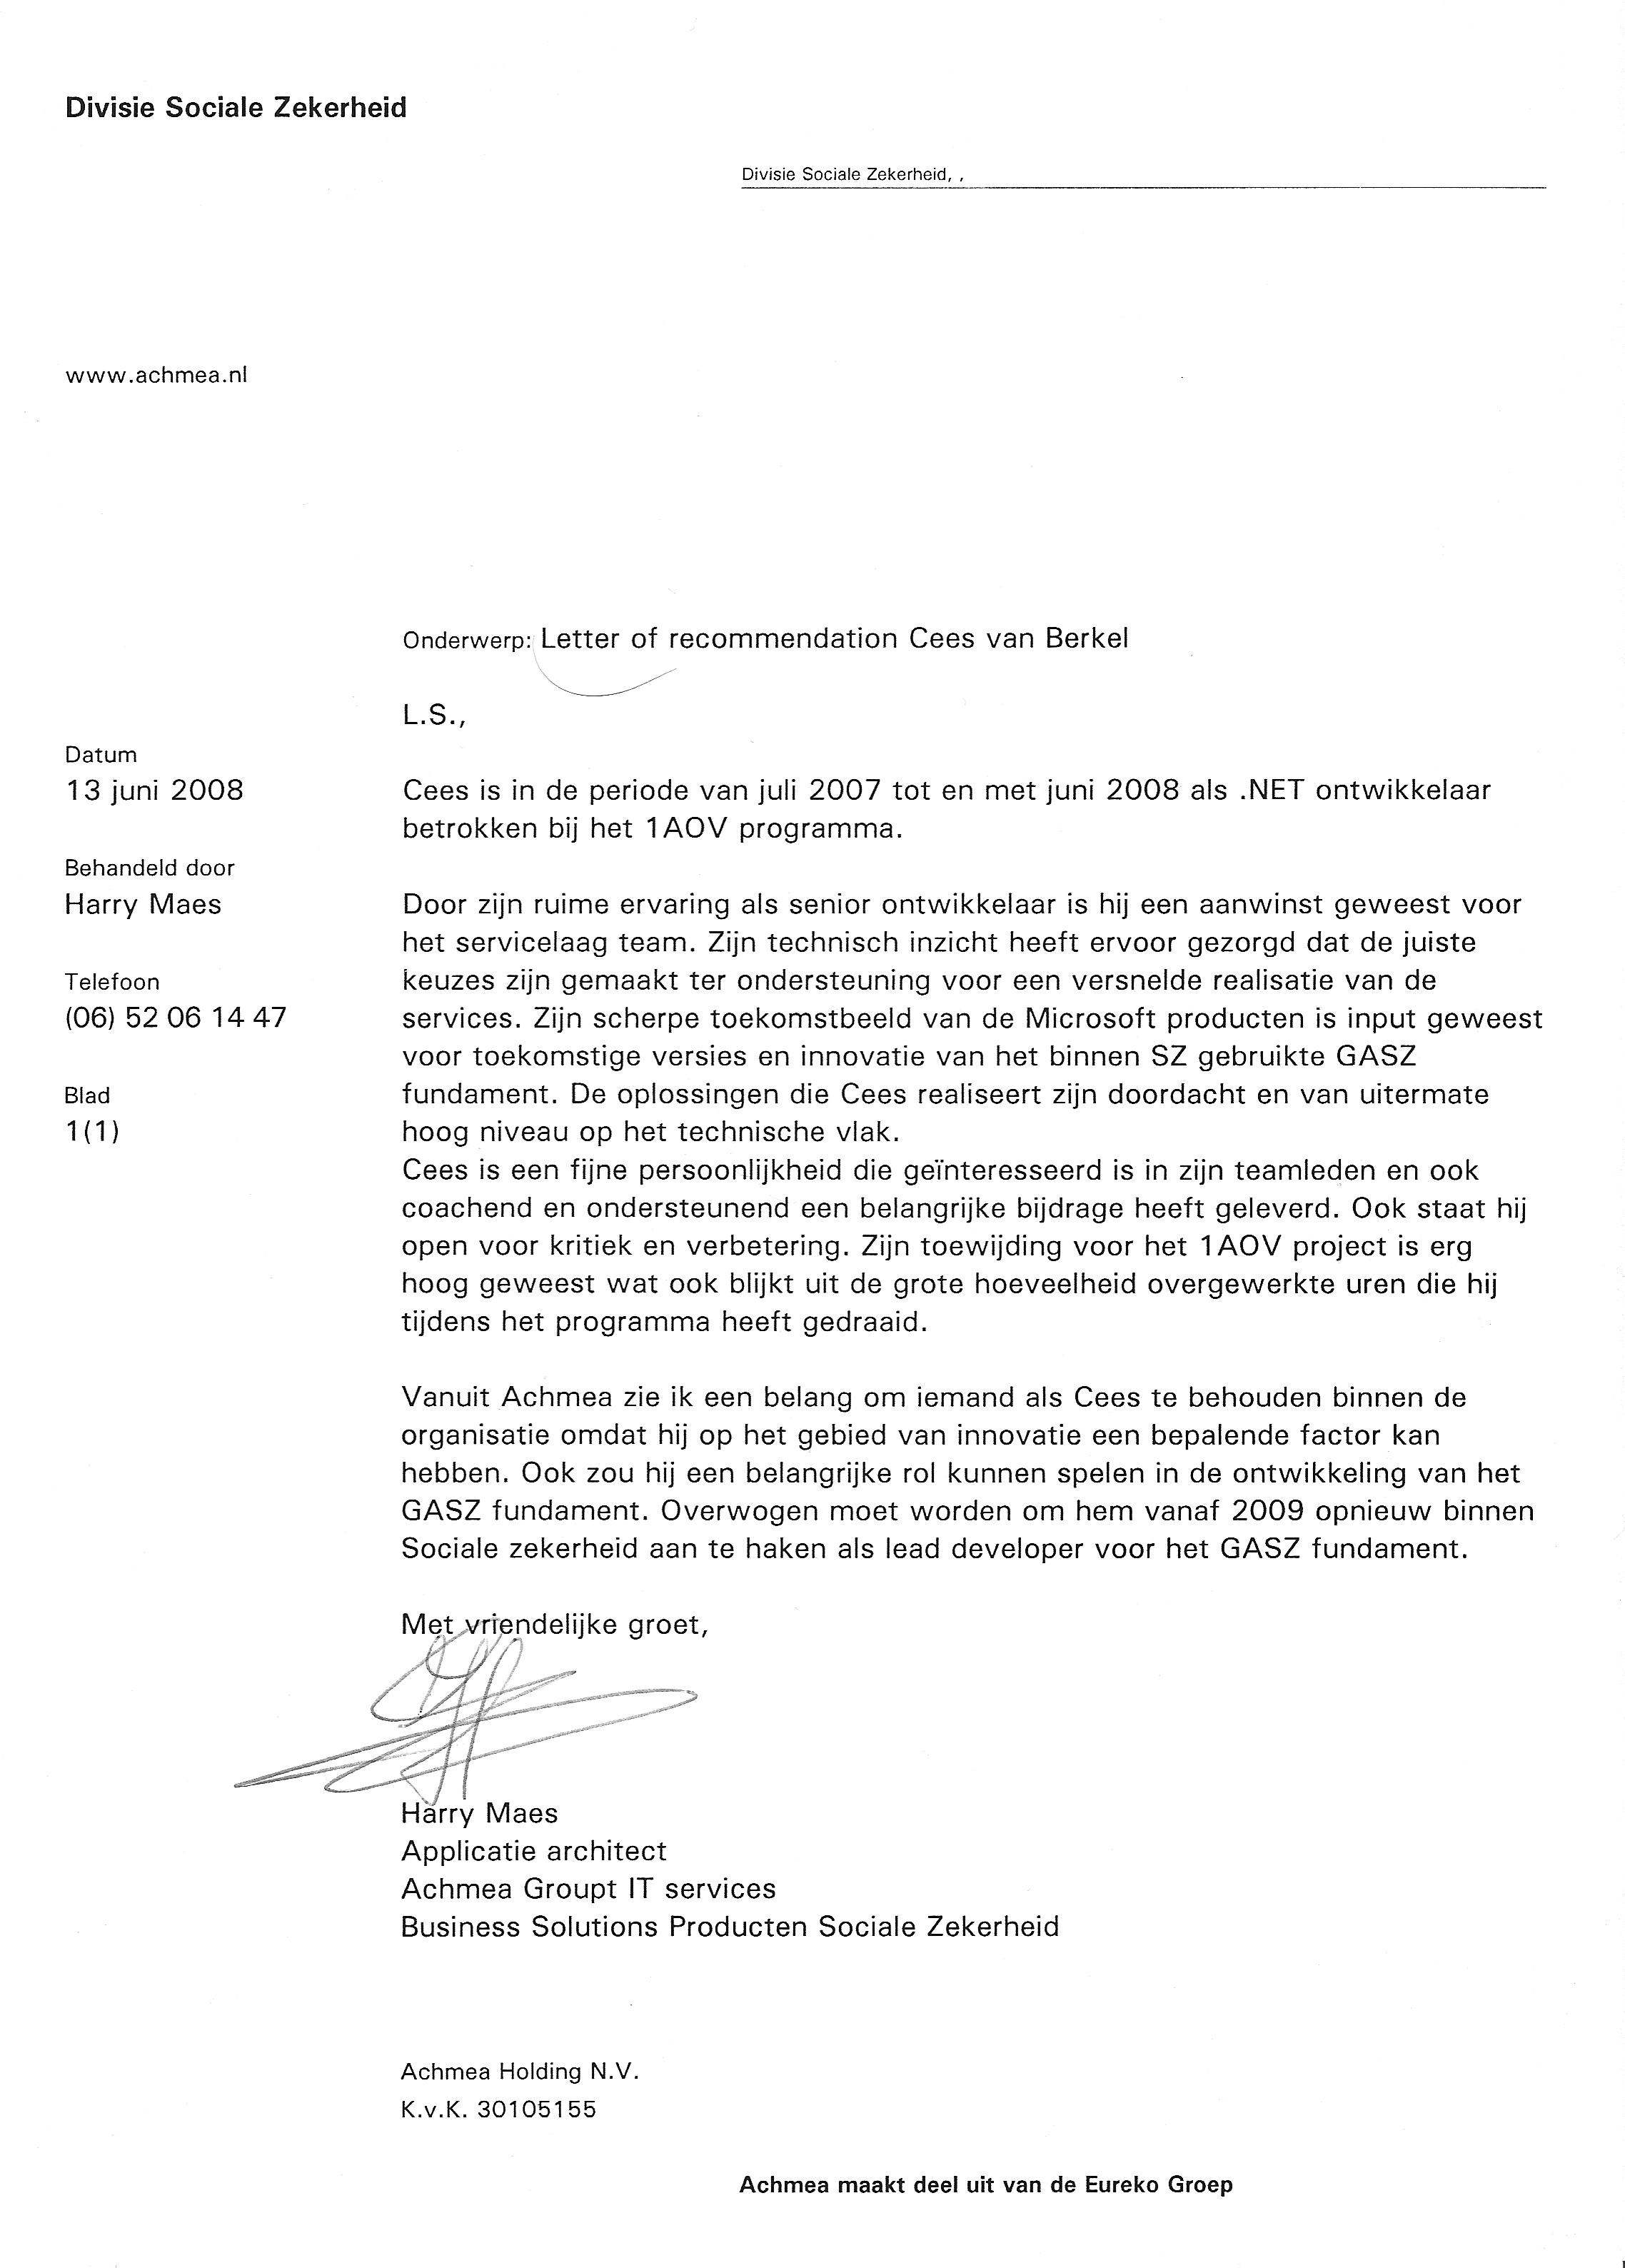 Divisie Sociale Zekerheid
Divisie Sociale Zekerheid, ,
www.achmea.nl
Onderwerp: Letter of recommendation Cees van Berkel
L.S.,
Datum
13 juni 2008
Behandeld door
Harry Maes
Telefoon
(06) 52 06 14 47
Blad
1(1)
Cees is in de periode van juli 2007 tot en met juni 2008 als .NET ontwikkelaar
betrokken bij het 1AOV programma.
Door zijn ruime ervaring als senior ontwikkelaar is hij een aanwinst geweest voor
het servicelaag team. Zijn technisch inzicht heeft ervoor gezorgd dat de juiste
keuzes zijn gemaakt ter ondersteuning voor een versnelde realisatie van de
services. Zijn scherpe toekomstbeeld van de Microsoft producten is input geweest
voor toekomstige versies en innovatie van het binnen SZ gebruikte GASZ
fundament. De oplossingen die Cees realiseert zijn doordacht en van uitermate
hoog niveau op het technische vlak.
Cees is een fijne persoonlijkheid die geïnteresseerd is in zijn teamleden en ook
coachend en ondersteunend een belangrijke bijdrage heeft geleverd. Ook staat hij
open voor kritiek en verbetering. Zijn toewijding voor het 1AOV project is erg
hoog geweest wat ook blijkt uit de grote hoeveelheid overgewerkte uren die hij
tijdens het programma heeft gedraaid.
Vanuit Achmea zie ik een belang om iemand als Cees te behouden binnen de
organisatie omdat hij op het gebied van innovatie een bepalende factor kan
hebben. Ook zou hij een belangrijke rol kunnen spelen in de ontwikkeling van het
GASZ fundament. Overwogen moet worden om hem vanaf 2009 opnieuw binnen
Sociale zekerheid aan te haken als lead developer voor het GASZ fundament.
Met vriendelijke groet,
Harry Maes
Applicatie architect
Achmea Groupt IT services
Business Solutions Producten Sociale Zekerheid
Achmea Holding N.V.
K.v.K. 30105155
Achmea maakt deel uit van de Eureko Groep